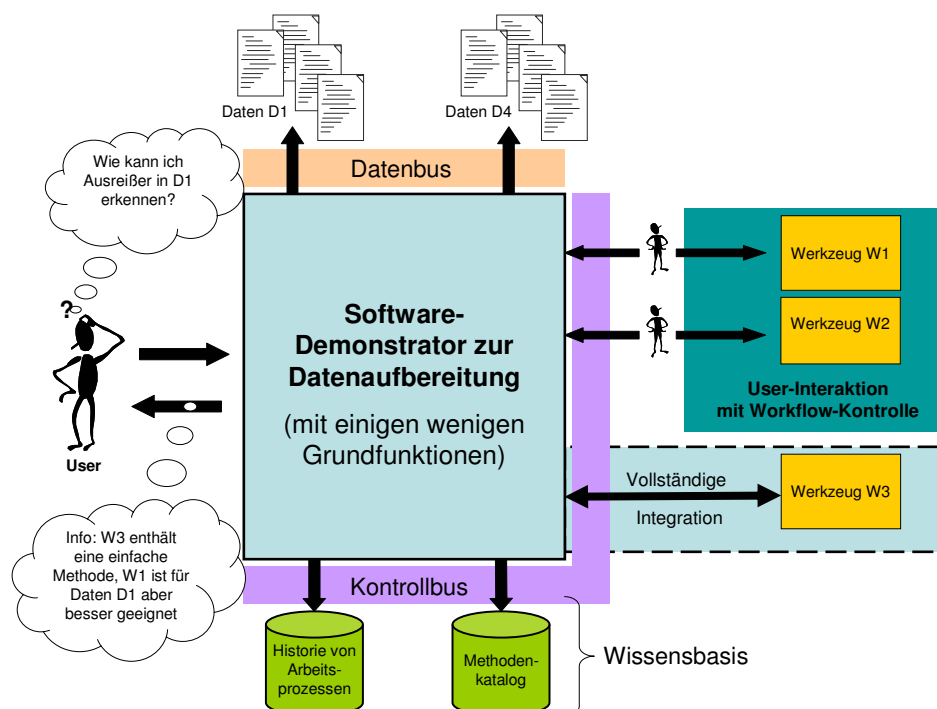 Daten D1
Daten D4
Wie kann ich
Ausreißer in D1
erkennen?
Datenbus
?
User
Software-
Demonstrator zur
Datenaufbereitung
(mit einigen wenigen
Grundfunktionen)
Werkzeug W1
Werkzeug W2
User-Interaktion
mit Workflow-Kontrolle
Vollständige
Integration
Werkzeug W3
Info: W3 enthält
eine einfache
Methode, W1 ist für
Daten D1 aber
besser geeignet
Kontrollbus
Historie von
Arbeits-
prozessen
Methoden-
katalog
Wissensbasis